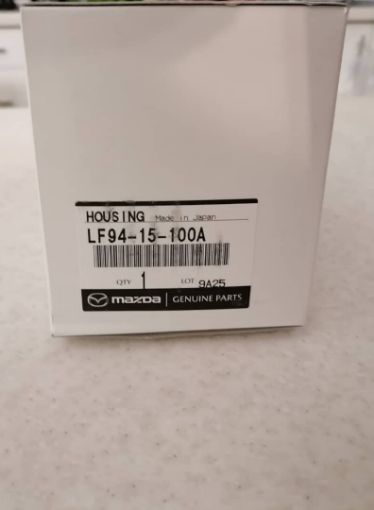 HOUSING Made in Japan
LF94-15-100A
QTY 1 LOT 9A25
mazda GENUINE PARTS